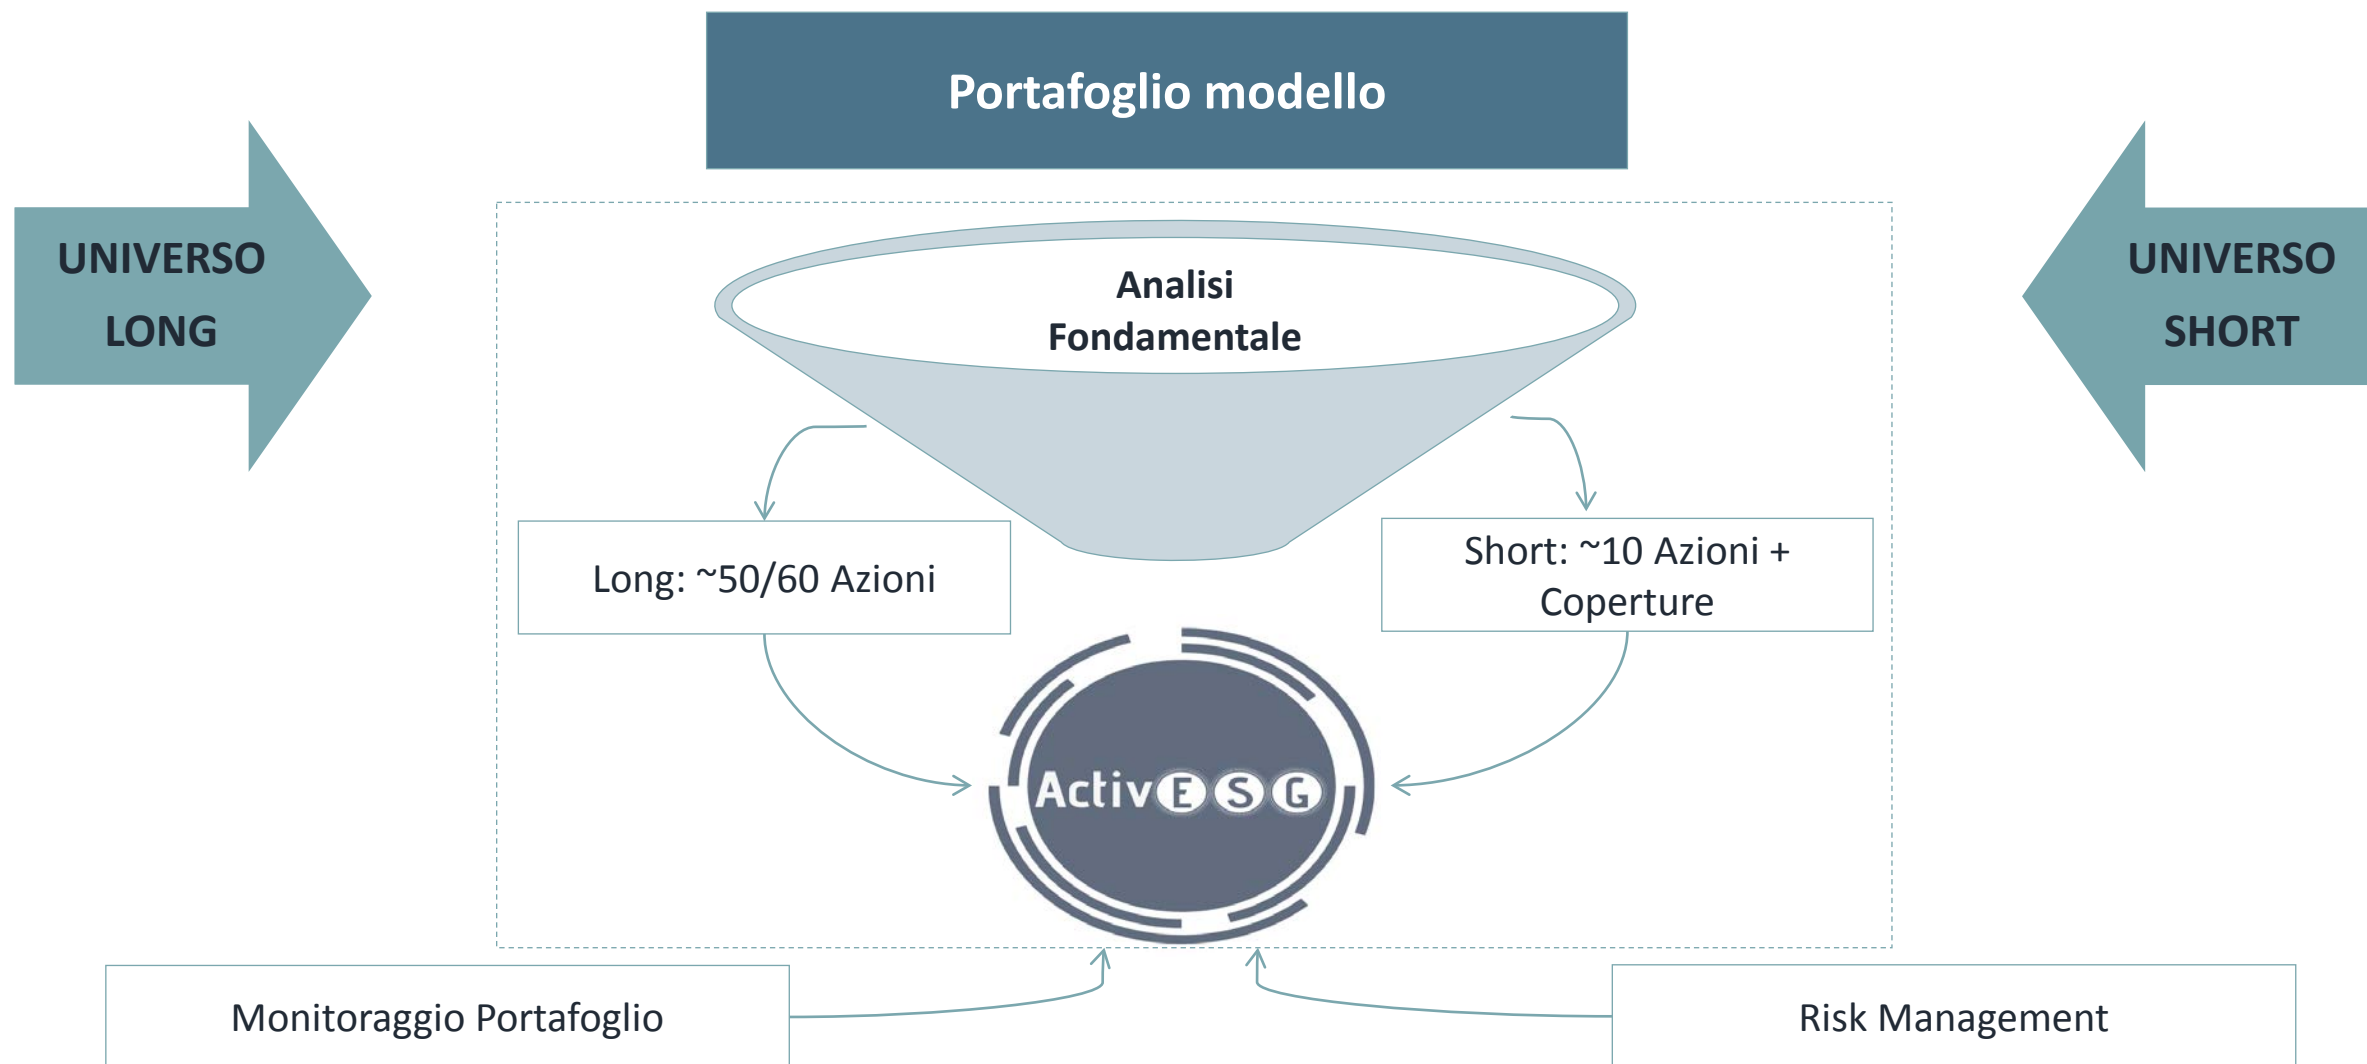 Portafoglio modello
UNIVERSO
LONG
UNIVERSO
SHORT
Analisi
Fondamentale
Long: ~50/60 Azioni
Short: ~10 Azioni +
Coperture
ActivESG
Monitoraggio Portafoglio
Risk Management